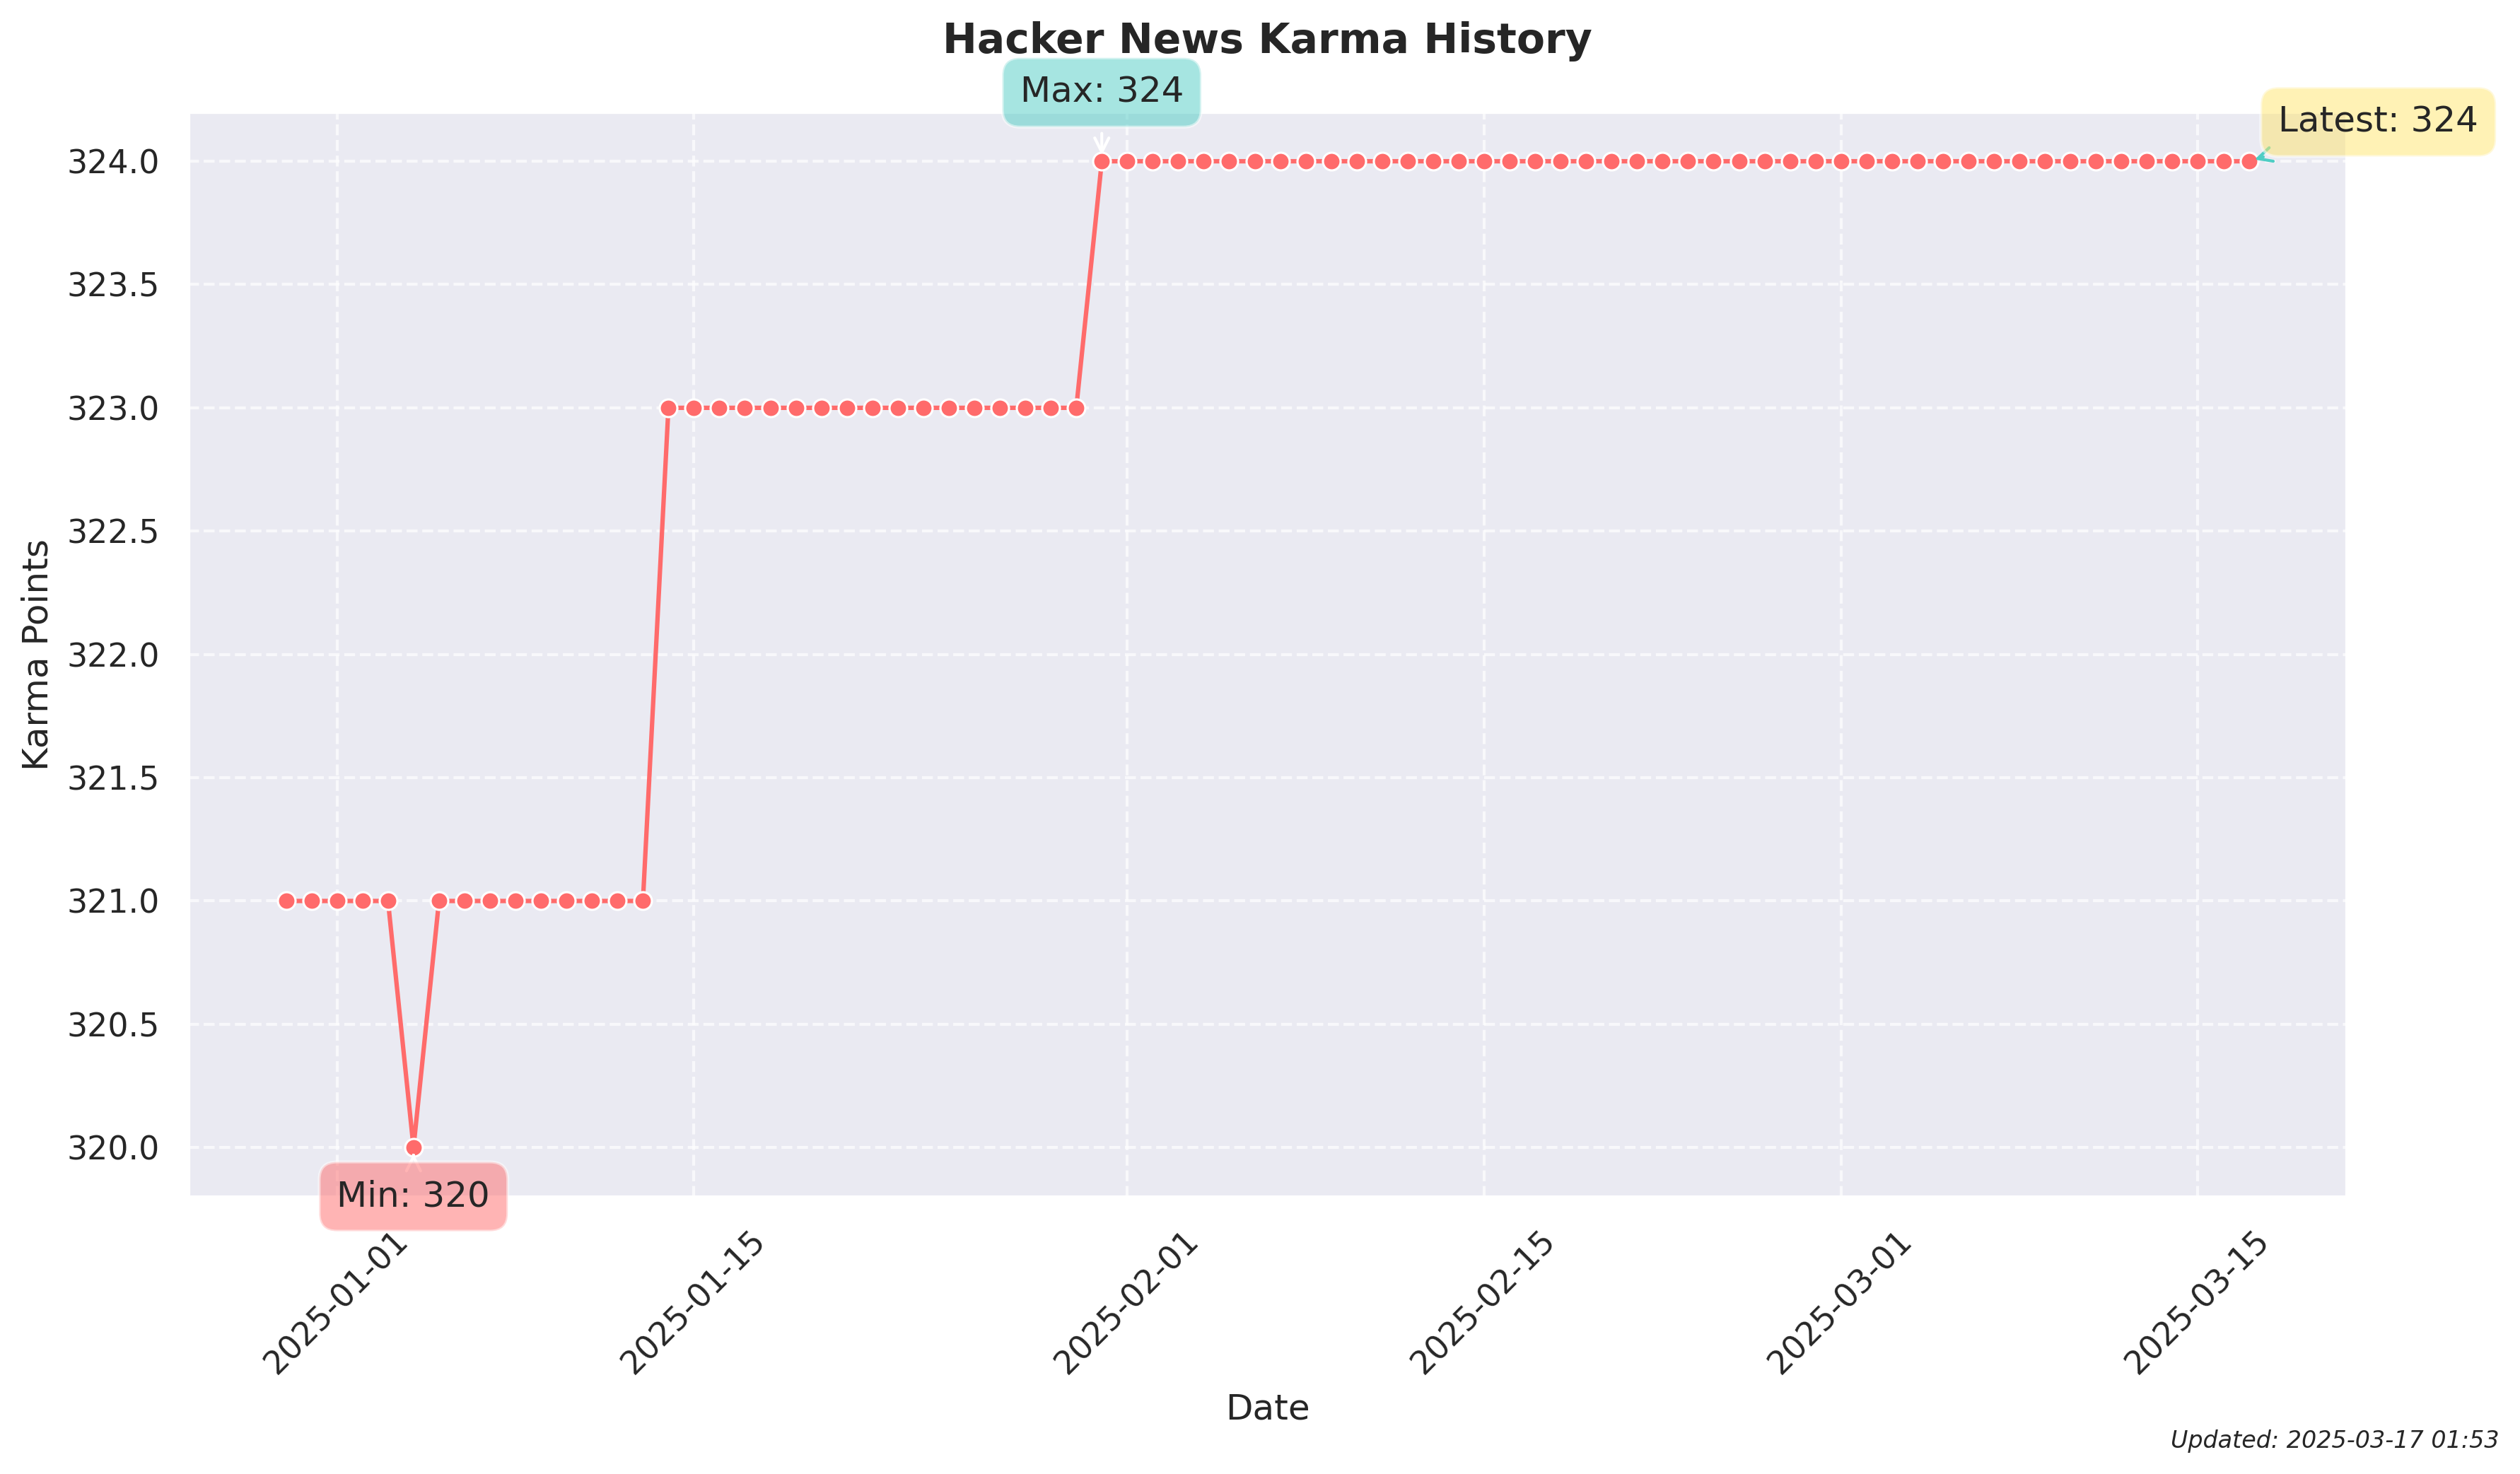 Hacker News Karma History
Max: 324
Latest: 324
324.0
323.5
323.0
322.5
322.0
321.5
321.0
320.5
320.0
Karma Points
Min: 320
2025-01-01
2025-01-15
2025-02-01
2025-02-15
2025-03-01
2025-03-15
Date
Updated: 2025-03-17 01:53